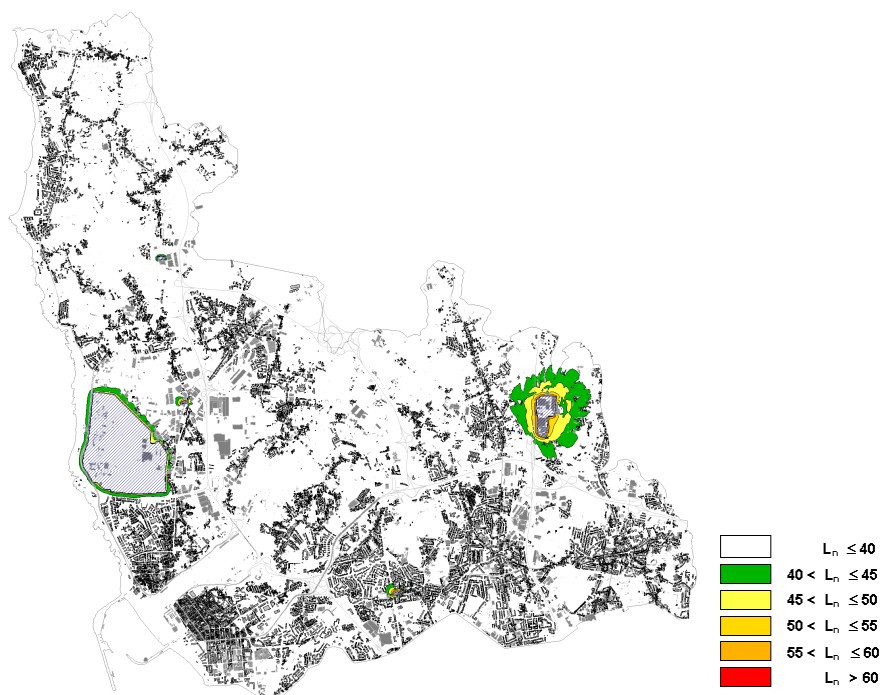 Ln ≤ 40
40 < Ln ≤ 45
45 < Ln ≤ 50
50 < Ln ≤ 55
55 < Ln ≤ 60
Ln > 60